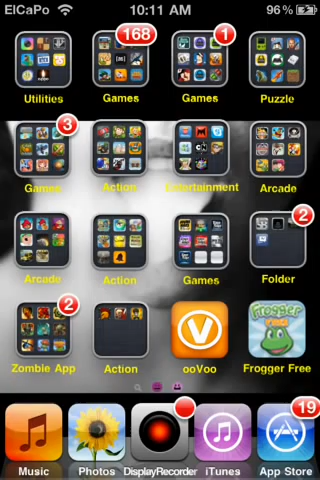 ElCaPo 10:11 AM 96%
168 1
Utilities Games Games Puzzle
3
Games Action Entertainment Arcade
2
Arcade Action Games Folder
2
Frogger
Free
Zombie App Action ooVoo Frogger Free
19
Music Photos DisplayRecorder iTunes App Store